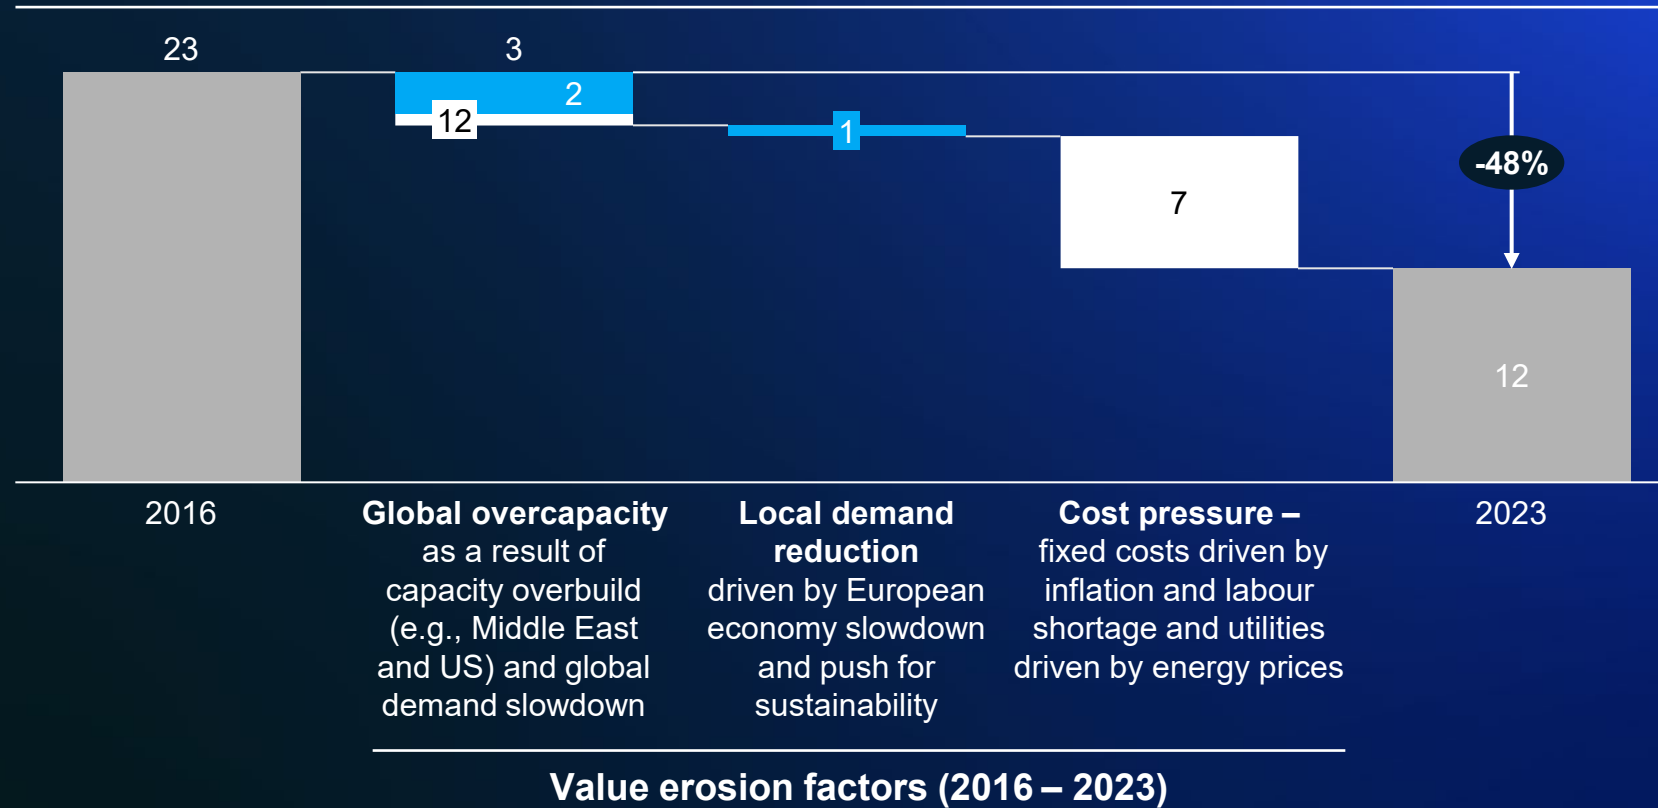 23
3
2
12
1
7
-48%
12
2016
Global overcapacity
as a result of
capacity overbuild
(e.g., Middle East
and US) and global
demand slowdown
Local demand
reduction
driven by European
economy slowdown
and push for
sustainability
Cost pressure –
fixed costs driven by
inflation and labour
shortage and utilities
driven by energy prices
2023
Value erosion factors (2016 – 2023)